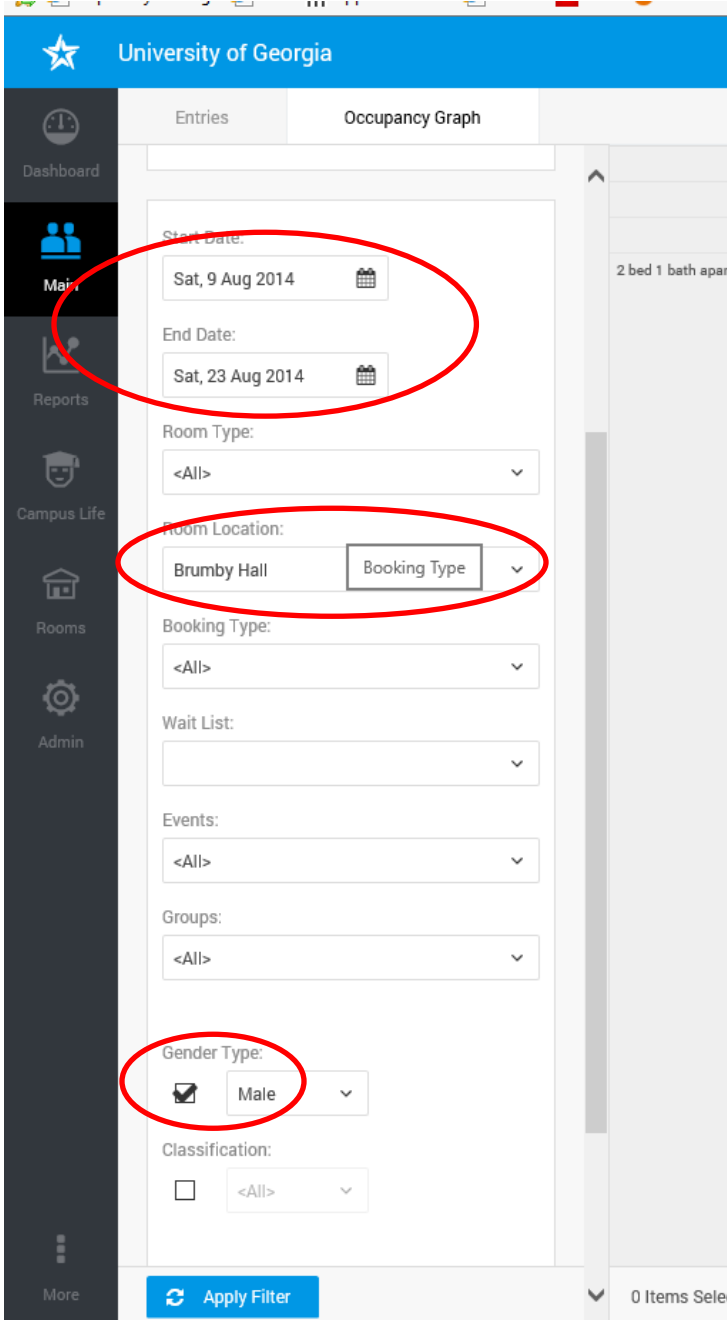 University of Georgia
Entries
Occupancy Graph
Dashboard
Main
Reports
Campus Life
Rooms
Admin
More
Start Date:
Sat, 9 Aug 2014
End Date:
Sat, 23 Aug 2014
Room Type:
<All>
Room Location:
Brumby Hall
Booking Type
Booking Type:
<All>
Wait List:
Events:
<All>
Groups:
<All>
Gender Type:
Male
Classification:
<All>
Apply Filter
2 bed 1 bath apar
0 Items Sele